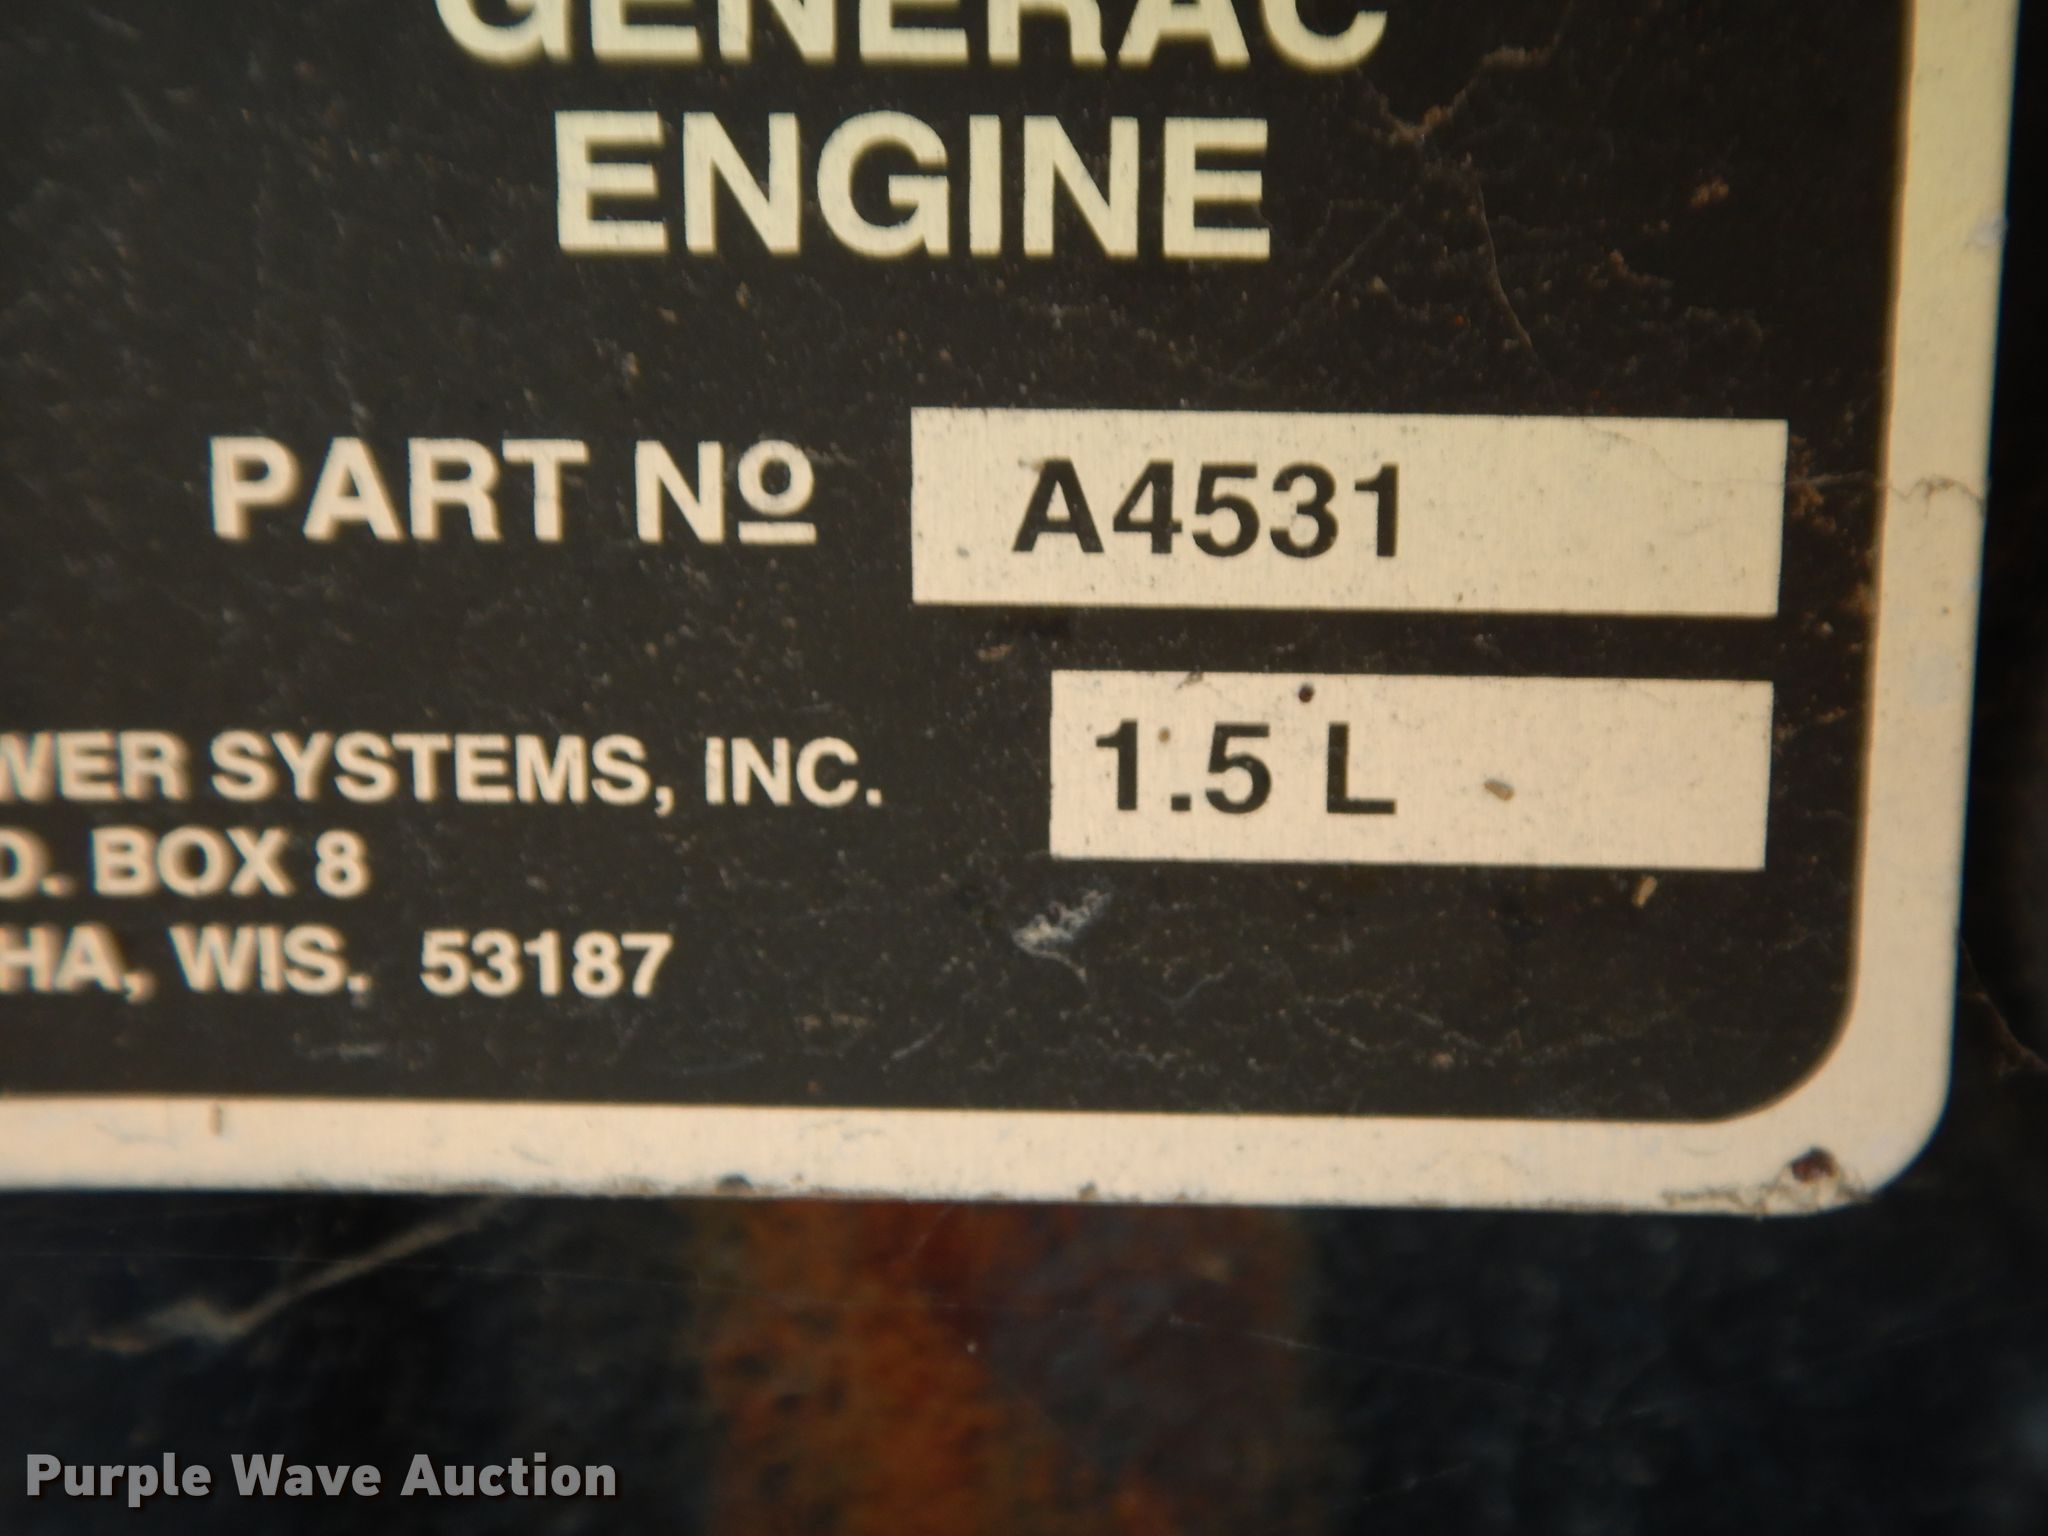 GENERAC
ENGINE
PART Nº A4531
WER SYSTEMS, INC. 1.5 L
O. BOX 8
HA, WIS. 53187
Purple Wave Auction